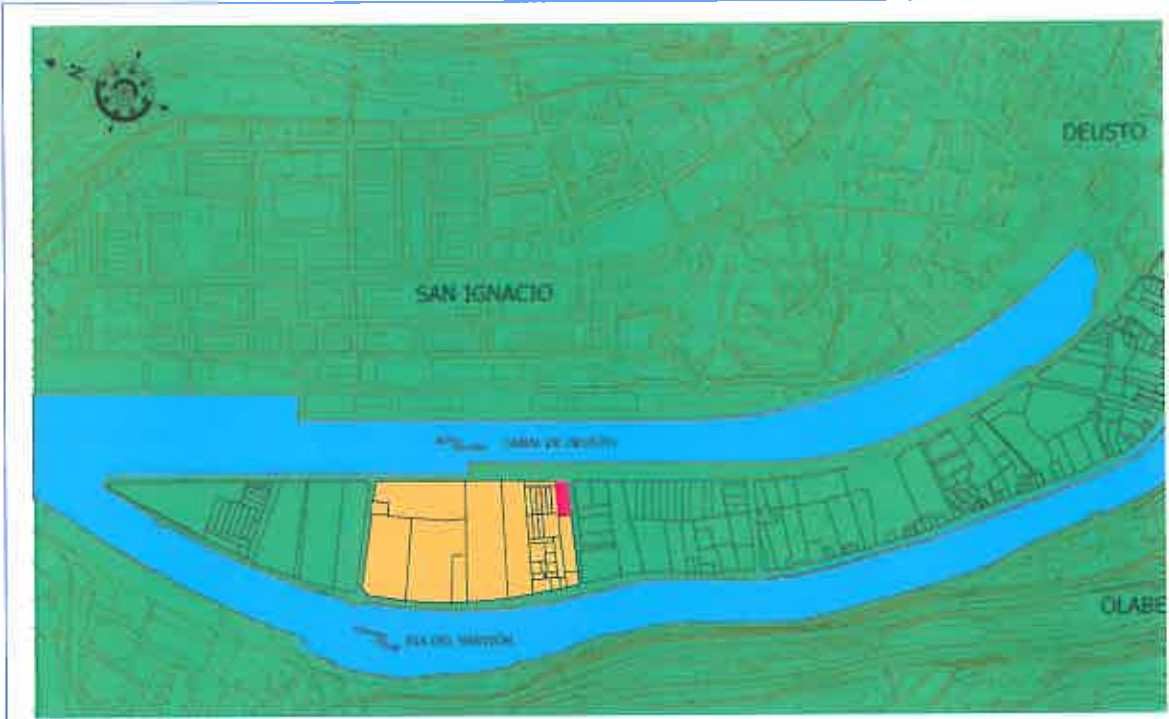 N
DEUSTO
SAN IGNACIO
CANAL DE DEUSTO
RIA DEL NERVION
OLABE